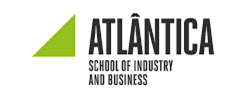 ATLÂNTICA
SCHOOL OF INDUSTRY
AND BUSINESS